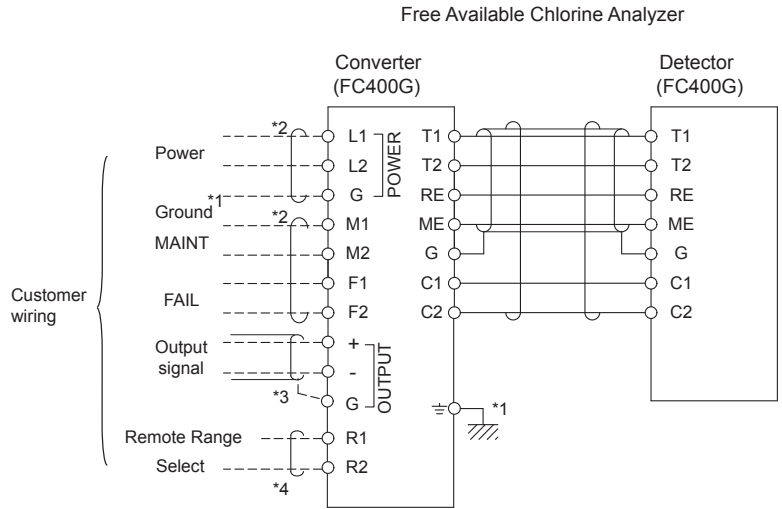 Free Available Chlorine Analyzer
Converter
(FC400G)
Detector
(FC400G)
Customer
wiring
Power
Ground
*1
MAINT
FAIL
Output
signal
Remote Range
Select
*2
*2
*3
*4
L1
L2
G
POWER
M1
M2
F1
F2
+
-
G
OUTPUT
R1
R2
T1
T2
RE
ME
G
C1
C2
*1
T1
T2
RE
ME
G
C1
C2